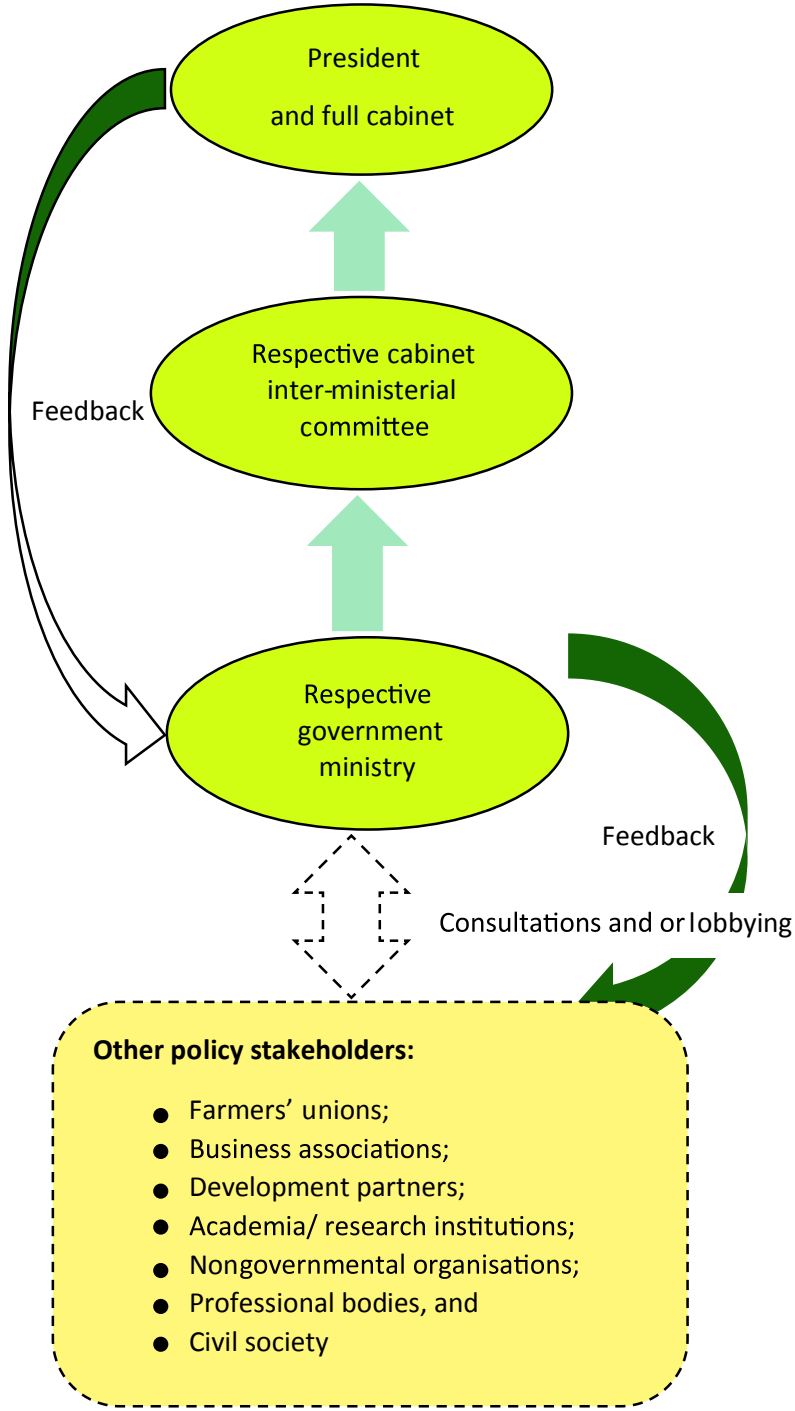 President
and full cabinet
Respective cabinet
inter-ministerial
committee
Feedback
Respective
government
ministry
Feedback
Consultations and or lobbying
Other policy stakeholders:
● Farmers’ unions;
● Business associations;
● Development partners;
● Academia/ research institutions;
● Nongovernmental organisations;
● Professional bodies, and
● Civil society